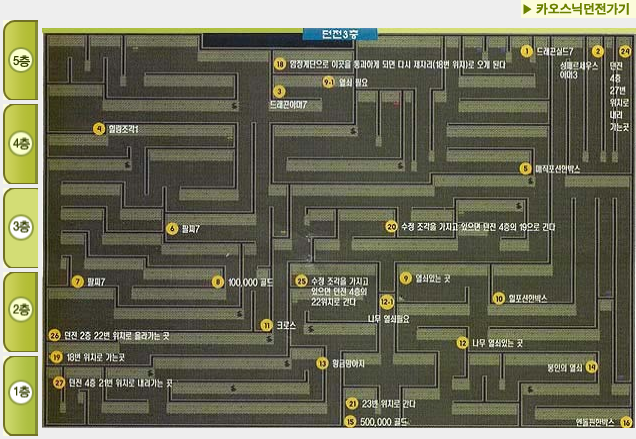 ▶ 카오스닉던전가기
던전3층
5층
4층
3층
2층
1층
1 드래곤실드7
2
성페르세우스
아머3
24
던전
4층
27번
위치로
내려
가는곳
18 함정계단으로 이곳을 통과하게 되면 다시 제자리(18번 위치)로 오게 된다
9-1 열쇠 필요
3
드래곤아머7
4 열림조각1
5 매직포션한박스
6 팔찌7
20 수정 조각을 가지고 있으면 던전 4층의 19으로 간다
7 팔찌7
8 100,000 골드
25 수정 조각을 가지고
있으면 던전 4층의
22위치로 간다
9 열쇠있는 곳
10 힐포션한박스
12-1
나무 열쇠필요
11 크로스
26 던전 2층 22번 위치로 올라가는 곳
12 나무 열쇠있는 곳
19 18번 위치로 가는곳
13 황금망아지
봉인의 열쇠 14
27 던전 4층 21번 위치로 내려가는 곳
21 23번 위치로 간다
15 500,000 골드
엔돌핀한박스 16